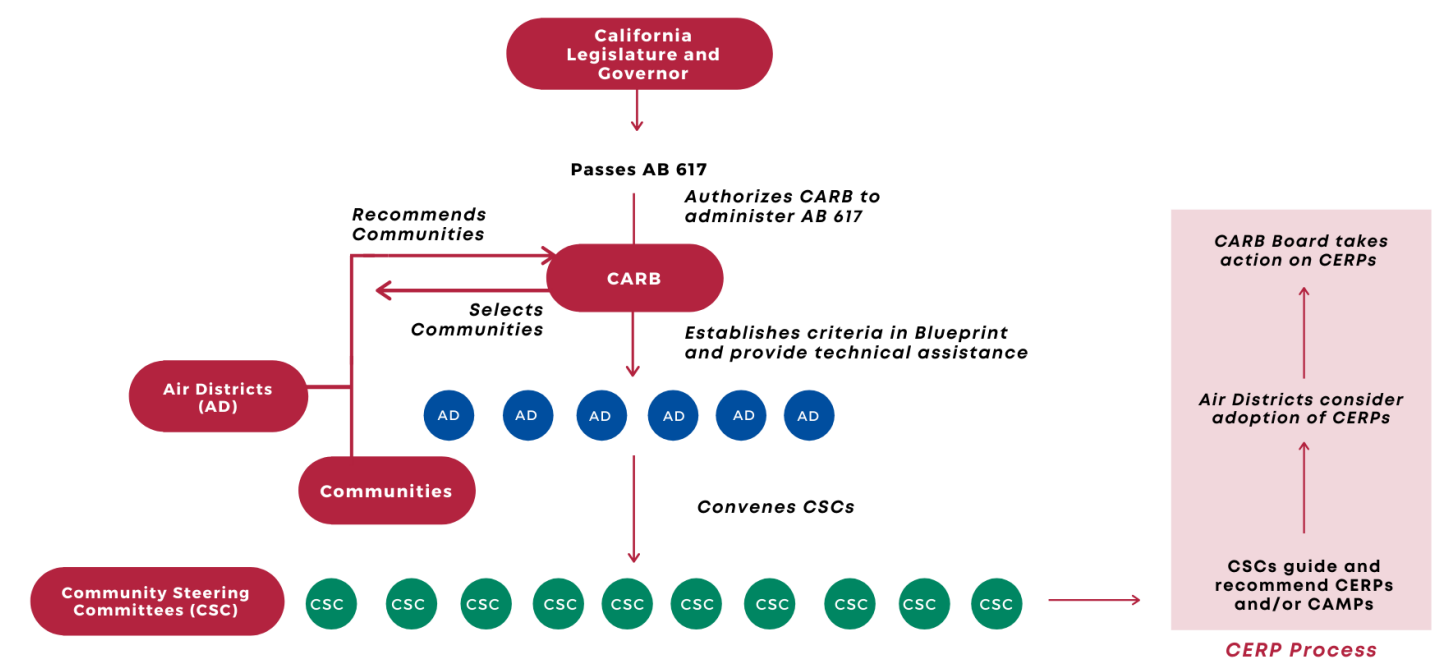 California
Legislature and
Governor
Passes AB 617
Authorizes CARB to
administer AB 617
Recommends
Communities
CARB
Selects
Communities
Establishes criteria in Blueprint
and provide technical assistance
Air Districts
(AD)
AD AD AD AD AD AD
Communities
Convenes CSCs
Community Steering
Committees (CSC)
CSC CSC CSC CSC CSC CSC CSC CSC CSC CSC
CARB Board takes
action on CERPs
Air Districts consider
adoption of CERPs
CSCs guide and
recommend CERPs
and/or CAMPs
CERP Process